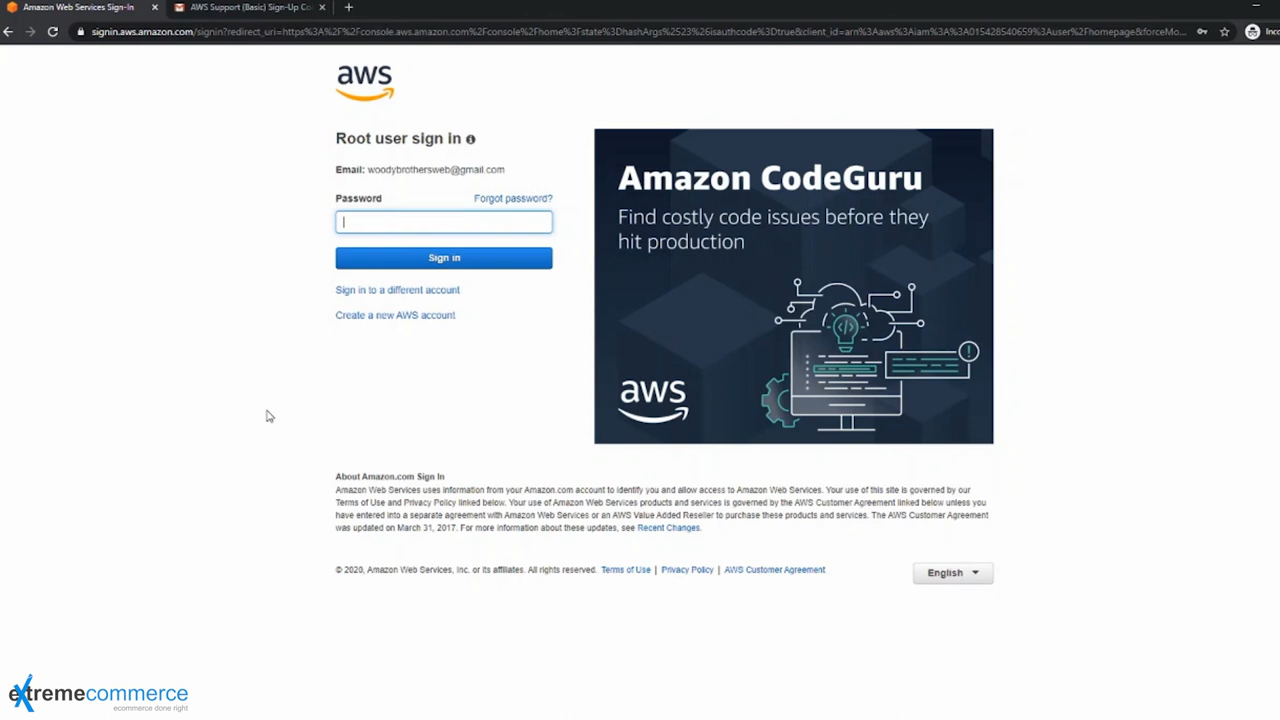 Amazon Web Services Sign-In
AWS Support (Basic) Sign-Up Co
signin.aws.amazon.com/signin?redirect_uri=https%3A%2F%2Fconsole.aws.amazon.com%2Fconsole%2Fhome%3Fstate%3DhashArgs%2523%26isauthcode%3Dtrue&client_id=arn%3Aaws%3Aiam%3A%3A015428540659%3Auser%2Fhomepage&forceMo...
Inco
aws
Root user sign in
Email: woodybrothersweb@gmail.com
Password Forgot password?
Sign in
Sign in to a different account
Create a new AWS account
Amazon CodeGuru
Find costly code issues before they
hit production
aws
About Amazon.com Sign In
Amazon Web Services uses information from your Amazon.com account to identify you and allow access to Amazon Web Services. Your use of this site is governed by our
Terms of Use and Privacy Policy linked below. Your use of Amazon Web Services products and services is governed by the AWS Customer Agreement linked below unless you
have entered into a separate agreement with Amazon Web Services or an AWS Value Added Reseller to purchase these products and services. The AWS Customer Agreement
was updated on March 31, 2017. For more information about these updates, see Recent Changes.
© 2020, Amazon Web Services, Inc. or its affiliates. All rights reserved. Terms of Use | Privacy Policy | AWS Customer Agreement
English
extremecommerce
ecommerce done right